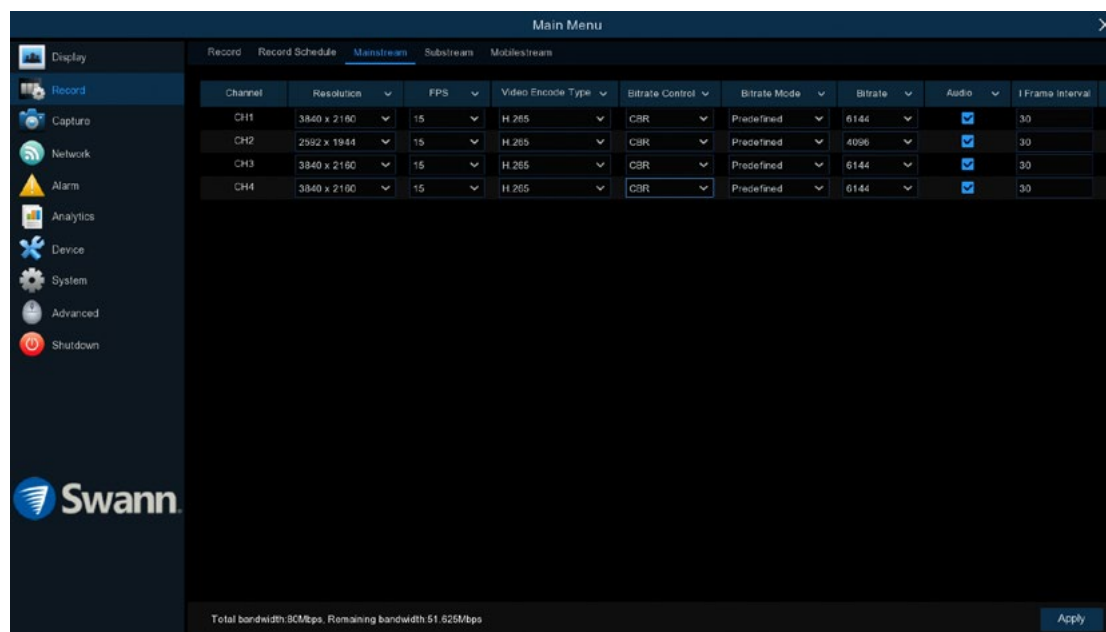 Main Menu
Display
Record
Capture
Network
Alarm
Analytics
Device
System
Advanced
Shutdown
Swann.
Record Record Schedule Mainstream Substream Mobilestream
Channel Resolution FPS Video Encode Type Bitrate Control Bitrate Mode Bitrate Audio I Frame Interval
CH1 3840 x 2160 15 H.265 CBR Predefined 6144 30
CH2 2592 x 1944 15 H.265 CBR Predefined 4096 30
CH3 3840 x 2160 15 H.265 CBR Predefined 6144 30
CH4 3840 x 2160 15 H.265 CBR Predefined 6144 30
Total bandwidth:80Mbps, Remaining bandwidth:51.625Mbps
Apply